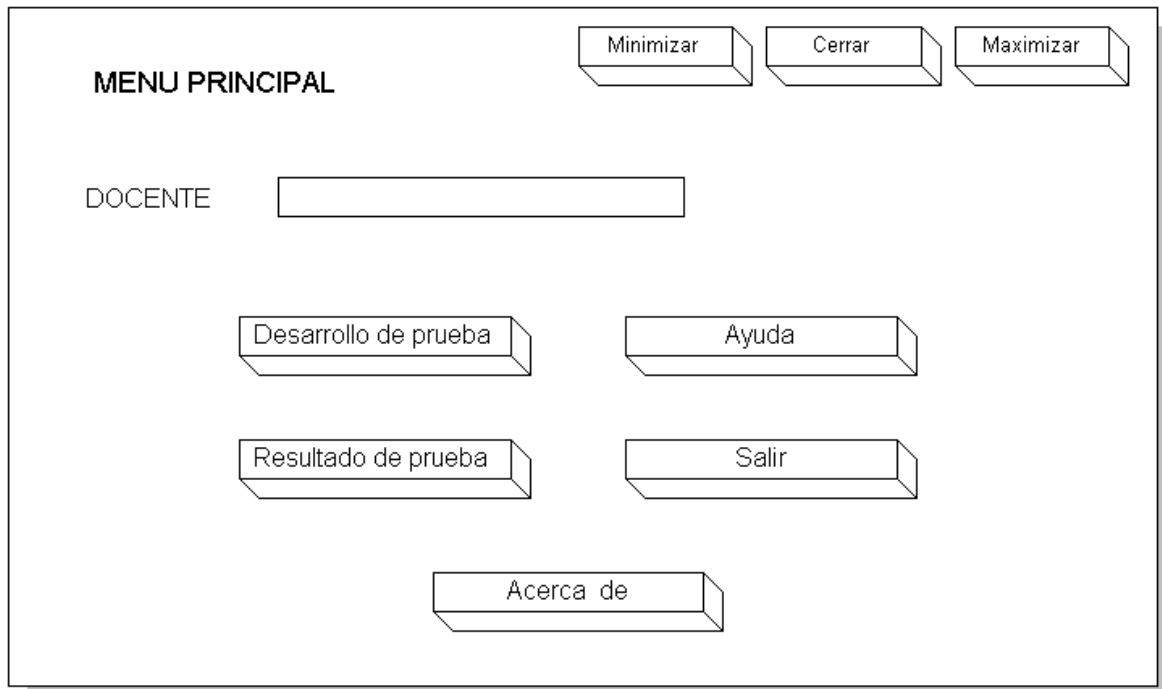 Minimizar Cerrar Maximizar
MENU PRINCIPAL
DOCENTE
Desarrollo de prueba Ayuda
Resultado de prueba Salir
Acerca de